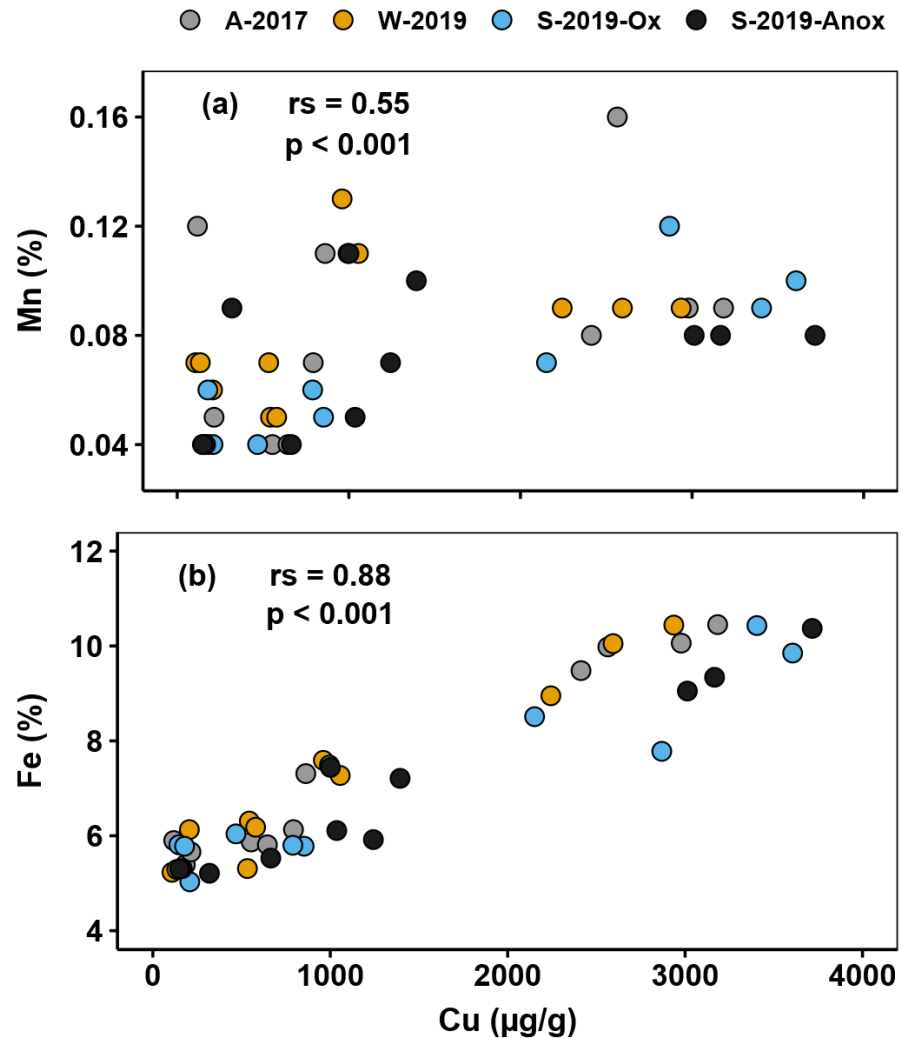 A-2017 W-2019 S-2019-Ox S-2019-Anox
(a) rs = 0.55
p < 0.001
0.16
0.12
0.08
0.04
Mn (%)
(b) rs = 0.88
p < 0.001
12
10
8
6
4
Fe (%)
0 1000 2000 3000 4000
Cu (µg/g)